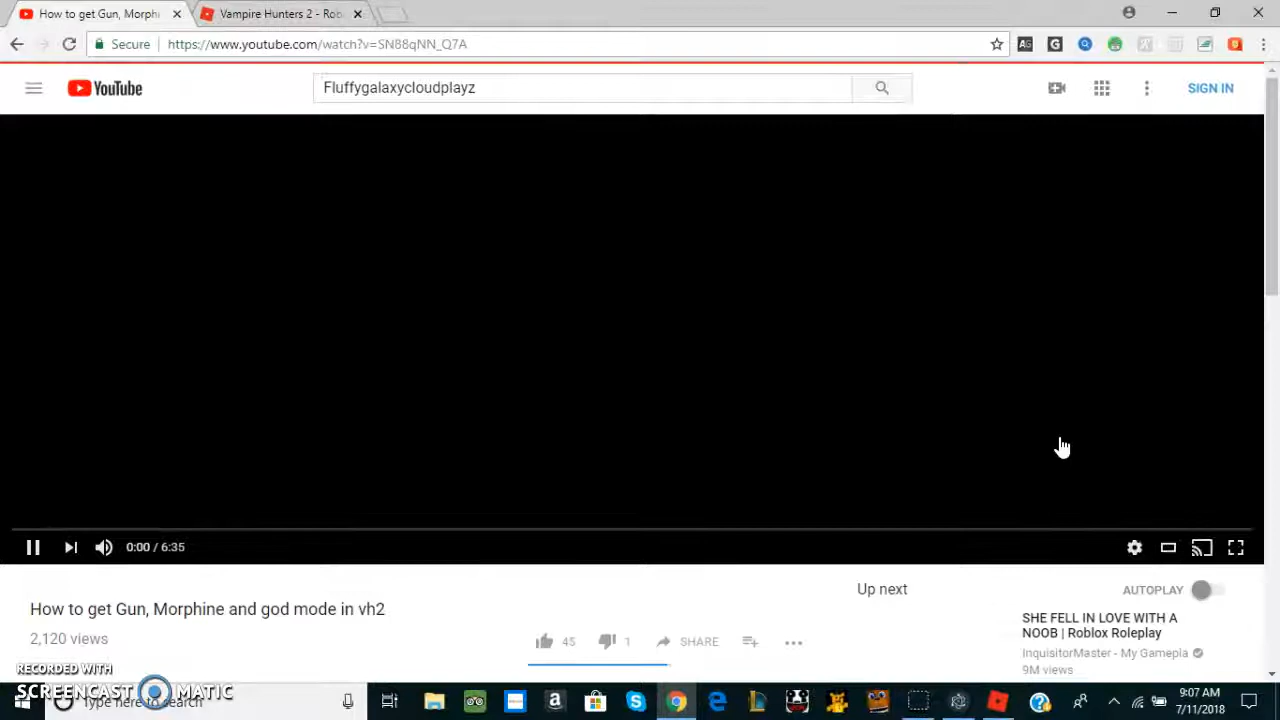 How to get Gun, Morphi
Vampire Hunters 2 - Rob
Secure
https://www.youtube.com/watch?v=SN88qNN_Q7A
YouTube
Fluffygalaxycloudplayz
SIGN IN
0:00 / 6:35
How to get Gun, Morphine and god mode in vh2
2,120 views
45
1
SHARE
Up next
AUTOPLAY
SHE FELL IN LOVE WITH A
NOOB | Roblox Roleplay
InquisitorMaster - My Gamepla
9M views
RECORDED WITH
SCREENCAST MATIC
Type here to search
9:07 AM
7/11/2018